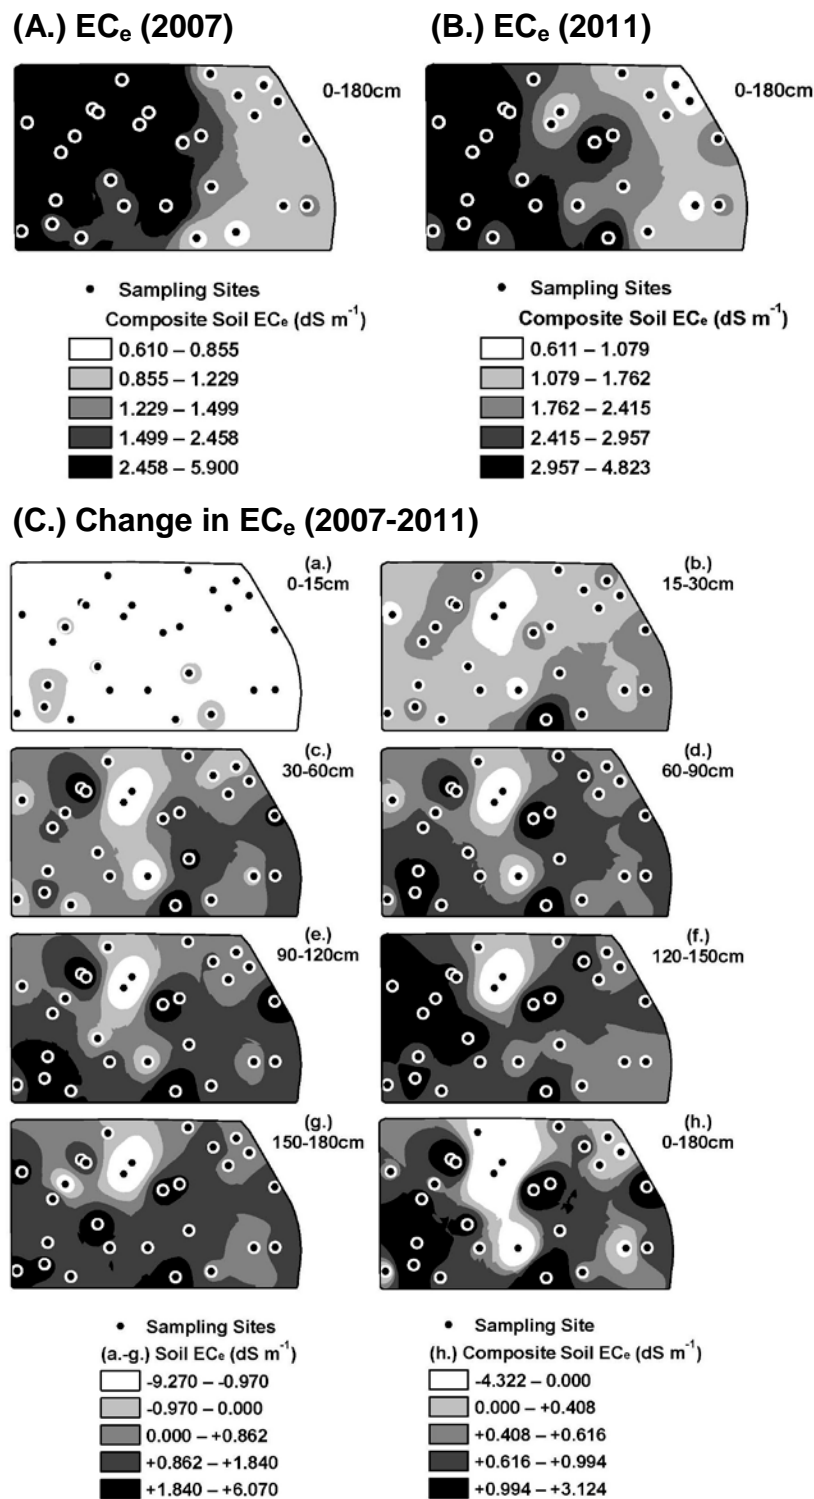 (A.) ECe (2007)
(B.) ECe (2011)
0-180cm
0-180cm
Sampling Sites
Composite Soil ECe (dS m-1)
0.610 – 0.855
0.855 – 1.229
1.229 – 1.499
1.499 – 2.458
2.458 – 5.900
Sampling Sites
Composite Soil ECe (dS m-1)
0.611 – 1.079
1.079 – 1.762
1.762 – 2.415
2.415 – 2.957
2.957 – 4.823
(C.) Change in ECe (2007-2011)
(a.)
0-15cm
(b.)
15-30cm
(c.)
30-60cm
(d.)
60-90cm
(e.)
90-120cm
(f.)
120-150cm
(g.)
150-180cm
(h.)
0-180cm
Sampling Sites
(a.-g.) Soil ECe (dS m-1)
-9.270 – -0.970
-0.970 – 0.000
0.000 – +0.862
+0.862 – +1.840
+1.840 – +6.070
Sampling Site
(h.) Composite Soil ECe (dS m-1)
-4.322 – 0.000
0.000 – +0.408
+0.408 – +0.616
+0.616 – +0.994
+0.994 – +3.124